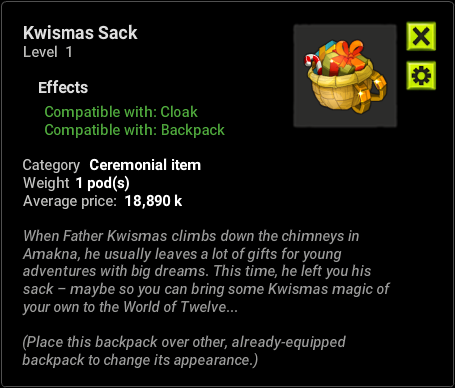 Kwismas Sack
Level 1
Effects
Compatible with: Cloak
Compatible with: Backpack
Category Ceremonial item
Weight 1 pod(s)
Average price: 18,890 k
When Father Kwismas climbs down the chimneys in
Amakna, he usually leaves a lot of gifts for young
adventures with big dreams. This time, he left you his
sack – maybe so you can bring some Kwismas magic of
your own to the World of Twelve...
(Place this backpack over other, already-equipped
backpack to change its appearance.)